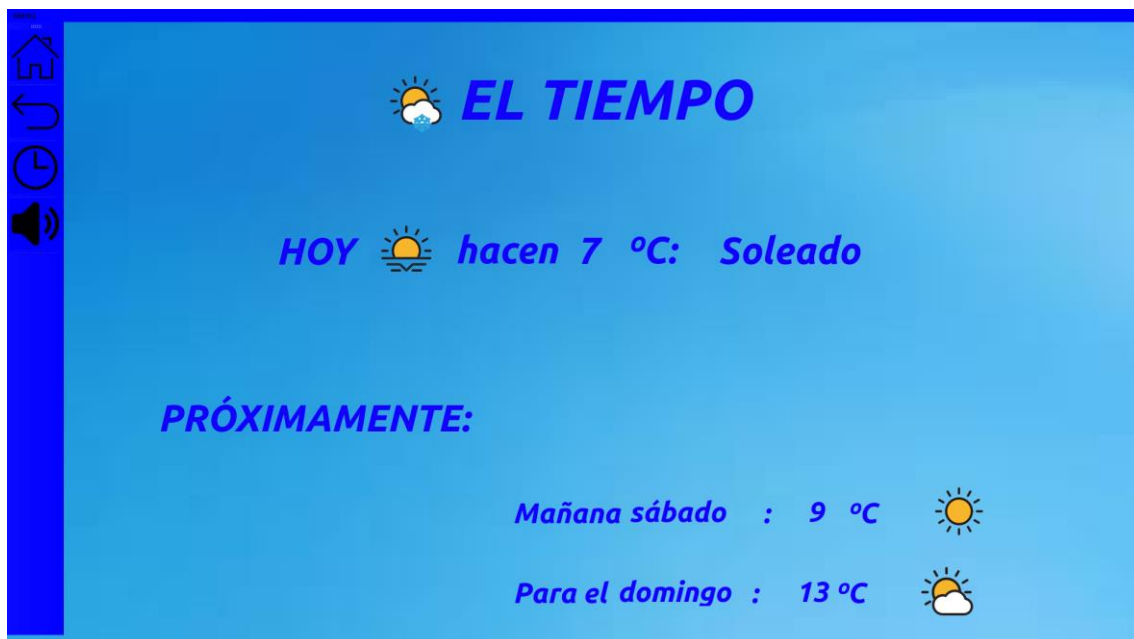 EL TIEMPO
HOY hacen 7 ºC: Soleado
PRÓXIMAMENTE:
Mañana sábado : 9 ºC
Para el domingo : 13 ºC